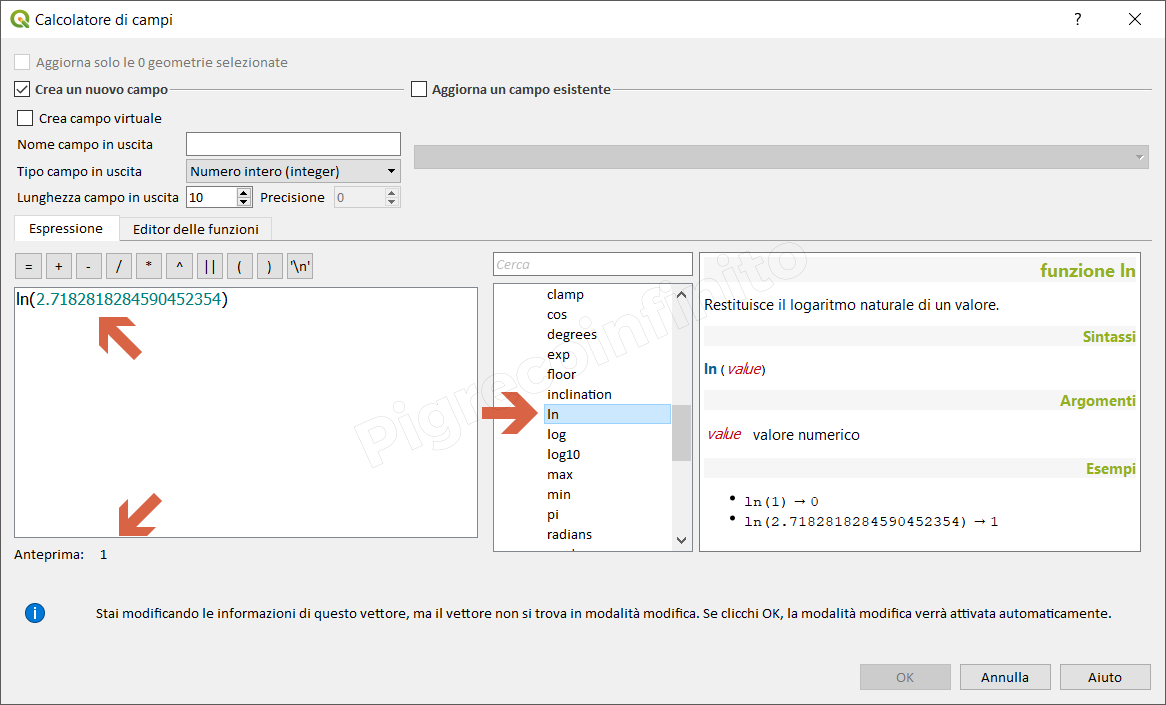 Calcolatore di campi
?
Aggiorna solo le 0 geometrie selezionate
Crea un nuovo campo
Aggiorna un campo esistente
Crea campo virtuale
Nome campo in uscita
Tipo campo in uscita
Numero intero (integer)
Lunghezza campo in uscita
10
Precisione
0
Espressione
Editor delle funzioni
=
+
-
/
*
^
||
(
)
'\n'
ln(2.7182818284590452354)
Anteprima: 1
Cerca
clamp
cos
degrees
exp
floor
inclination
ln
log
log10
max
min
pi
radians
funzione ln
Restituisce il logaritmo naturale di un valore.
Sintassi
ln (value)
Argomenti
value valore numerico
Esempi
• ln(1) → 0
• ln(2.7182818284590452354) → 1
Pigrecoinfinito
i
Stai modificando le informazioni di questo vettore, ma il vettore non si trova in modalità modifica. Se clicchi OK, la modalità modifica verrà attivata automaticamente.
OK
Annulla
Aiuto